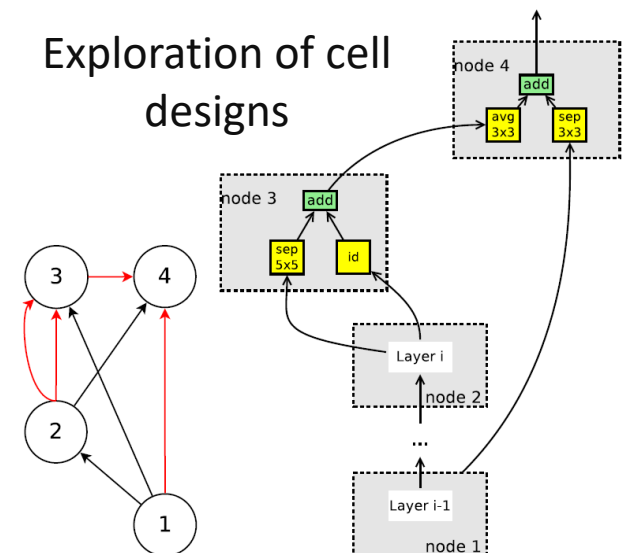 Exploration of cell
designs
node 4
add
avg
3x3
sep
3x3
node 3
add
sep
5x5
id
3
4
Layer i
node 2
2
...
Layer i-1
1
node 1